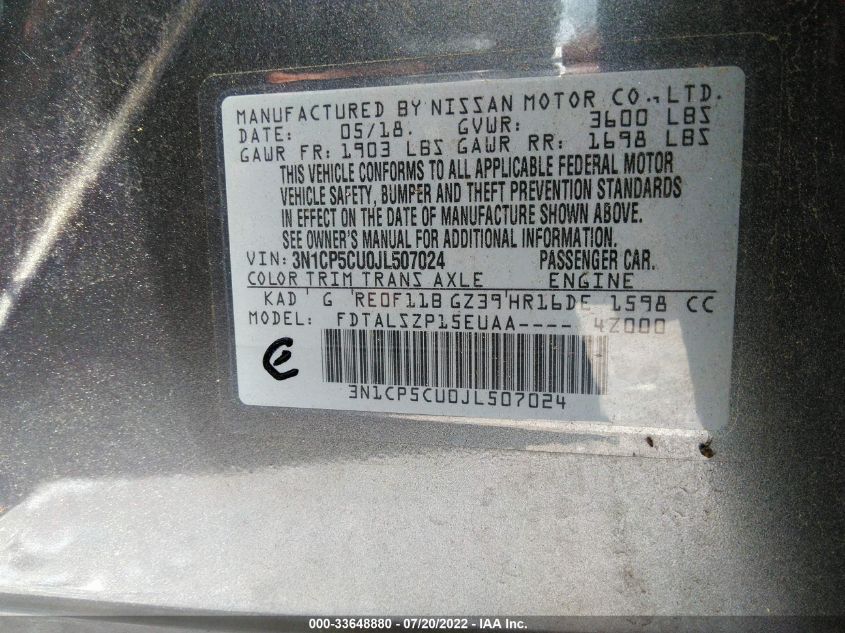 MANUFACTURED BY NISSAN MOTOR CO., LTD.
DATE: 05/18. GVWR: 3600 LBS
GAWR FR: 1903 LBS GAWR RR: 1698 LBS
THIS VEHICLE CONFORMS TO ALL APPLICABLE FEDERAL MOTOR
VEHICLE SAFETY, BUMPER AND THEFT PREVENTION STANDARDS
IN EFFECT ON THE DATE OF MANUFACTURE SHOWN ABOVE.
SEE OWNER'S MANUAL FOR ADDITIONAL INFORMATION.
VIN: 3N1CP5CU0JL507024 PASSENGER CAR.
COLOR TRIM TRANS AXLE ENGINE
KAD G RE0F11B GZ39 HR16DE 1598 CC
MODEL: FDTALSZP15EUAA---- 4Z000
3N1CP5CU0JL507024
000-33648880 - 07/20/2022 - IAA Inc.